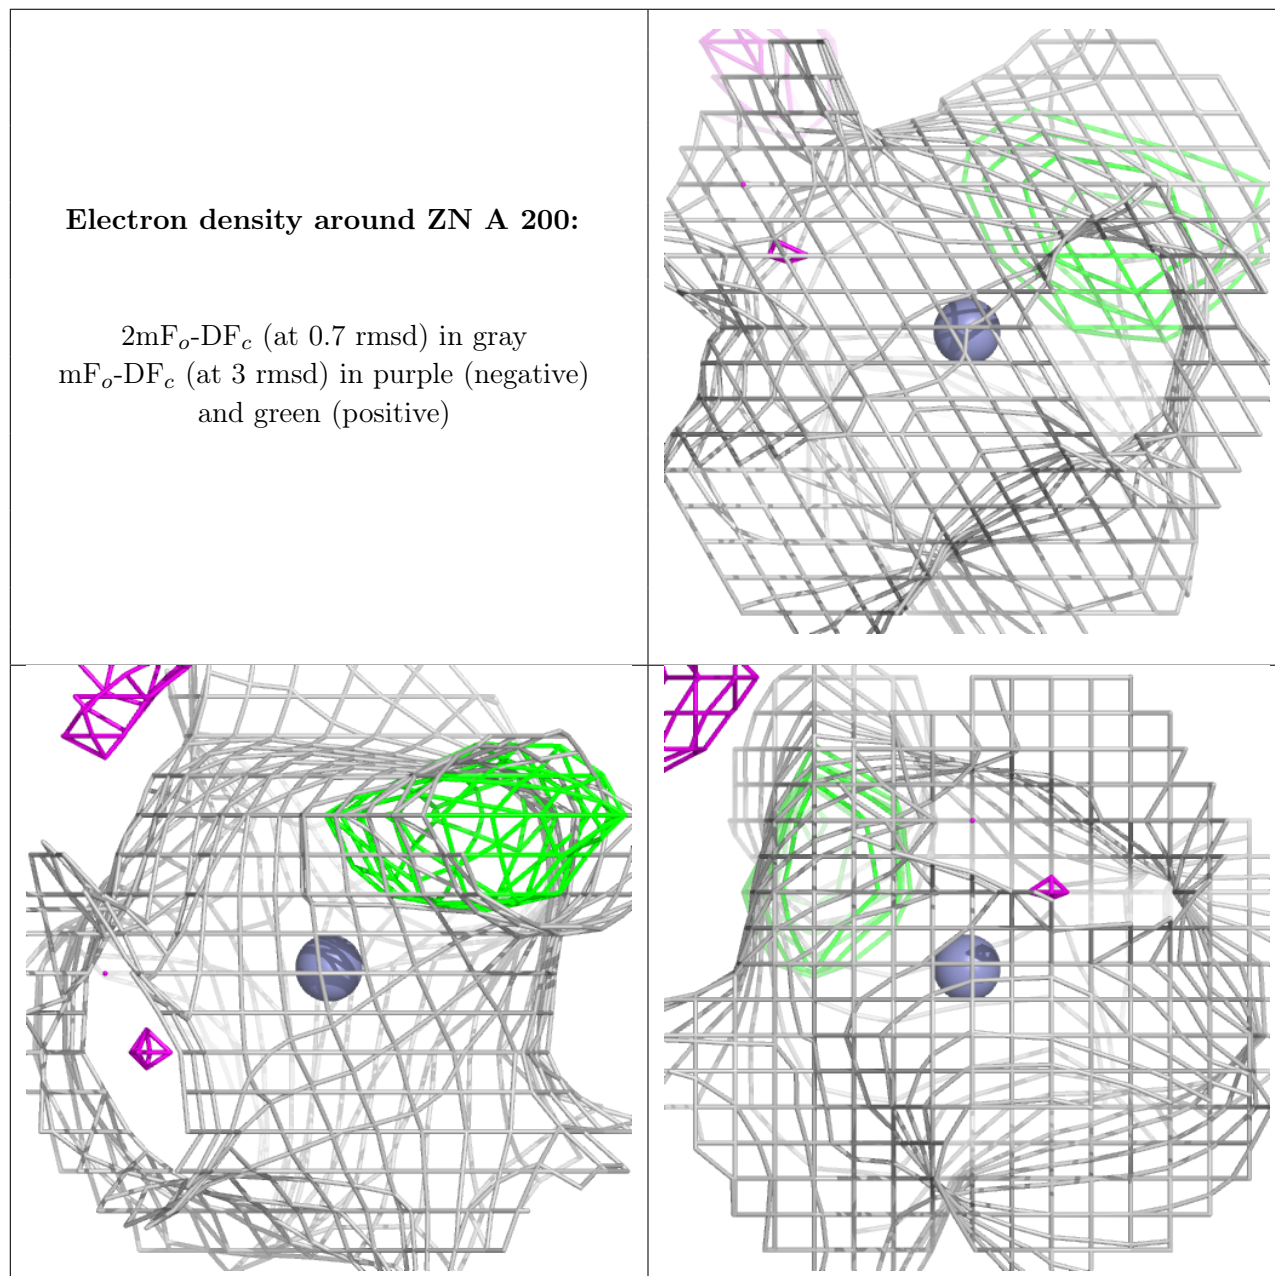 Electron density around ZN A 200:
2mFo-DFc (at 0.7 rmsd) in gray
mFo-DFc (at 3 rmsd) in purple (negative)
and green (positive)